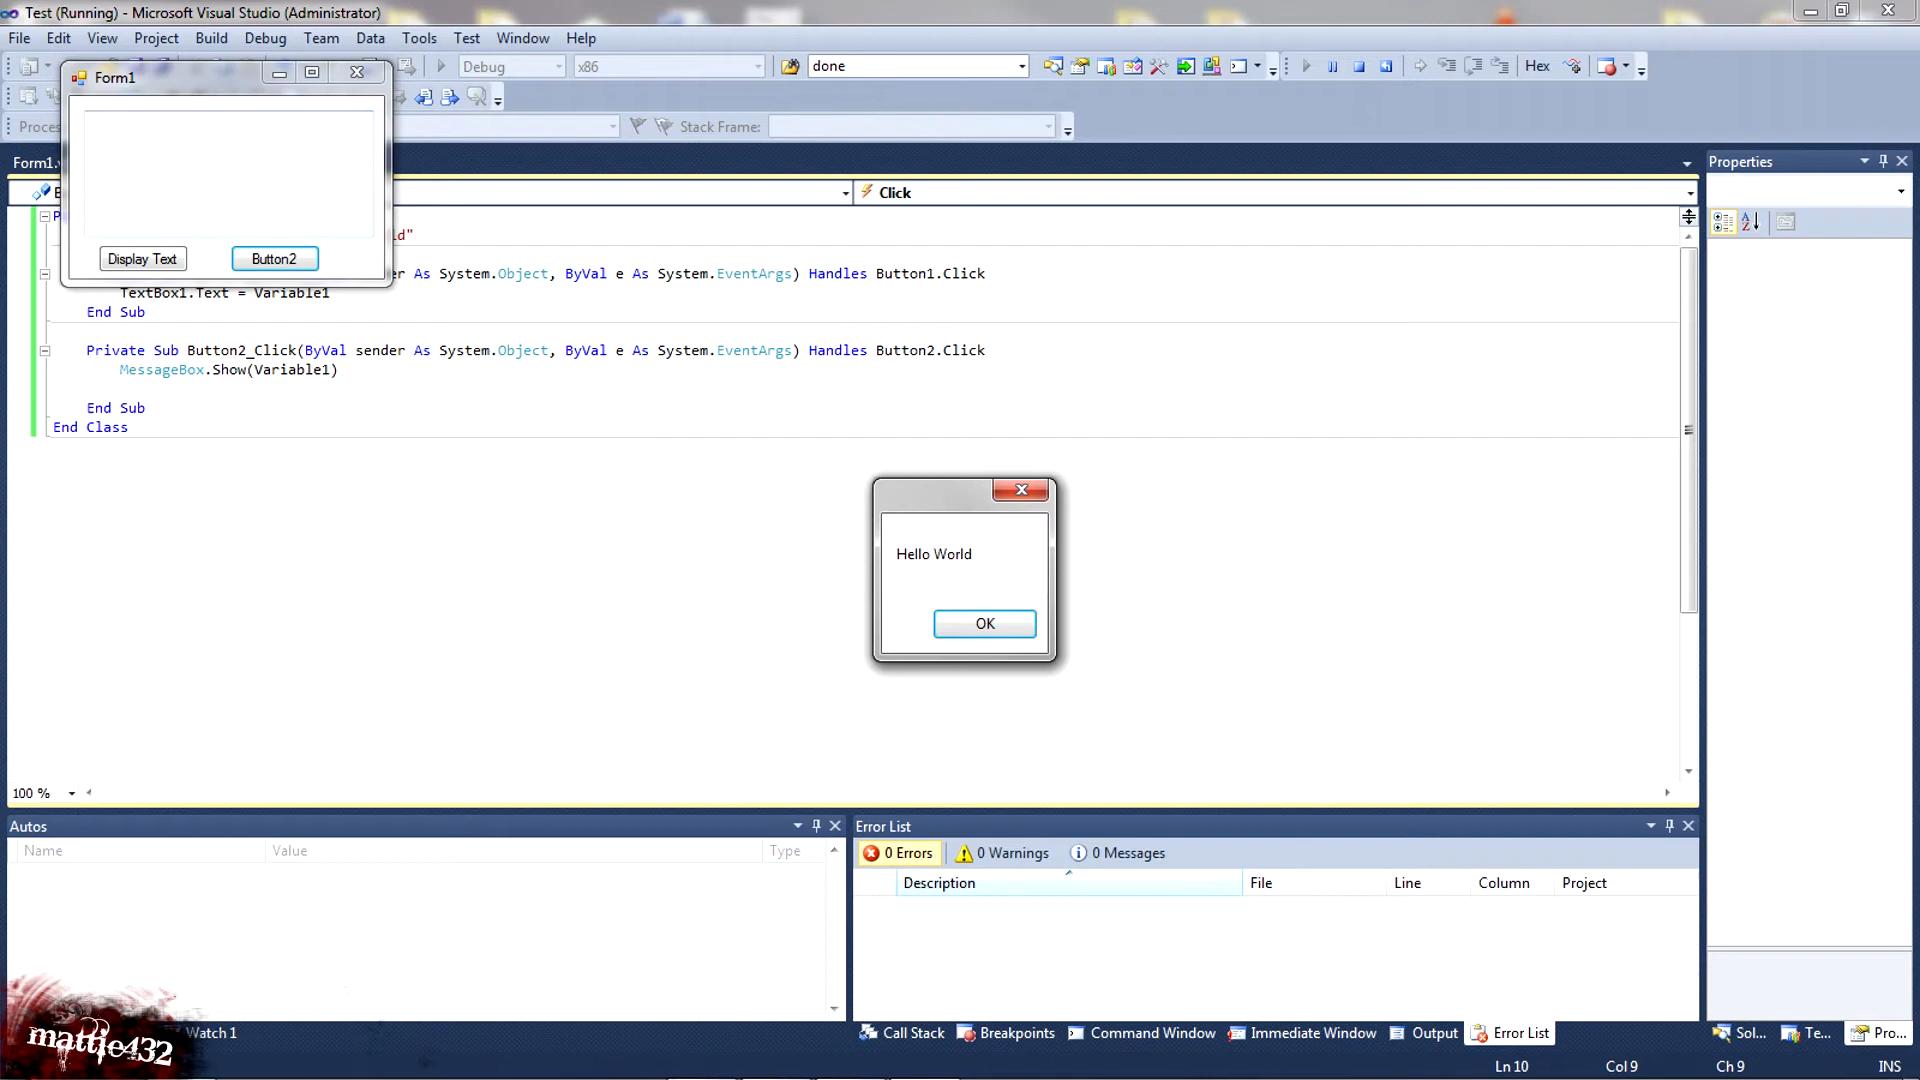 Test (Running) - Microsoft Visual Studio (Administrator)
File Edit View Project Build Debug Team Data Tools Test Window Help
Debug x86 done Hex
Form1
Stack Frame:
Form1.
Properties
Click
ld"
Display Text Button2
er As System.Object, ByVal e As System.EventArgs) Handles Button1.Click
TextBox1.Text = Variable1
End Sub
Private Sub Button2_Click(ByVal sender As System.Object, ByVal e As System.EventArgs) Handles Button2.Click
MessageBox.Show(Variable1)
End Sub
End Class
Hello World
OK
100 %
Autos
Name Value Type
Error List
0 Errors 0 Warnings 0 Messages
Description File Line Column Project
mattie432
Watch 1
Call Stack Breakpoints Command Window Immediate Window Output Error List
Sol... Te... Pro...
Ln 10 Col 9 Ch 9 INS